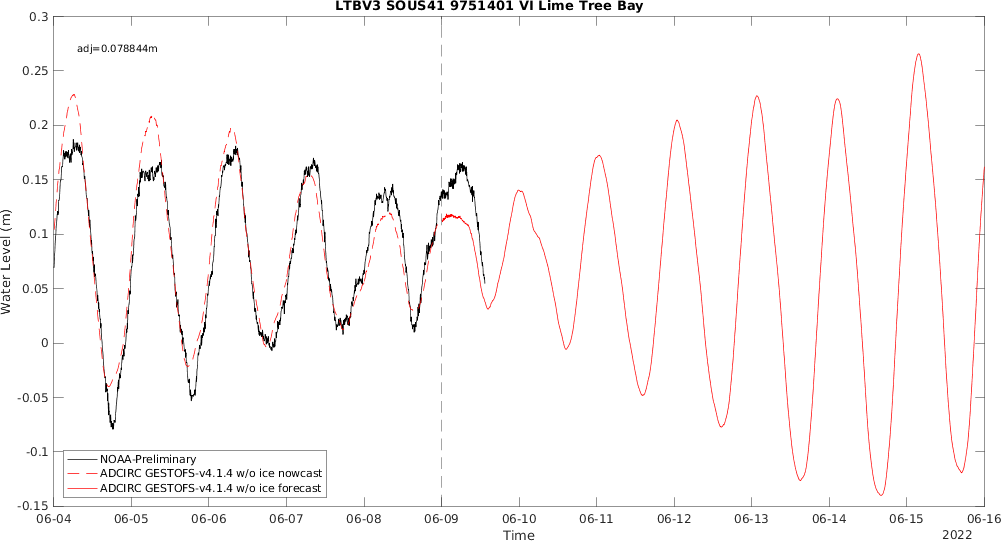 LTBV3 SOUS41 9751401 VI Lime Tree Bay
adj=0.078844m
0.3
0.25
0.2
0.15
0.1
0.05
0
-0.05
-0.1
-0.15
Water Level (m)
NOAA-Preliminary
ADCIRC GESTOFS-v4.1.4 w/o ice nowcast
ADCIRC GESTOFS-v4.1.4 w/o ice forecast
06-04 06-05 06-06 06-07 06-08 06-09 06-10 06-11 06-12 06-13 06-14 06-15 06-16
Time
2022